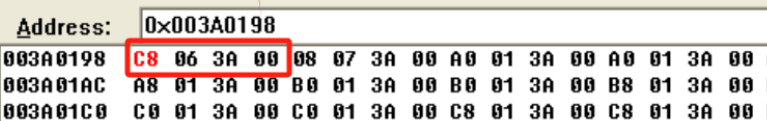 Address: 0x003A0198
003A0198 C8 06 3A 00 08 07 3A 00 A0 01 3A 00 A0 01 3A 00
003A01AC A8 01 3A 00 B0 01 3A 00 B0 01 3A 00 B8 01 3A 00
003A01C0 C0 01 3A 00 C0 01 3A 00 C8 01 3A 00 C8 01 3A 00